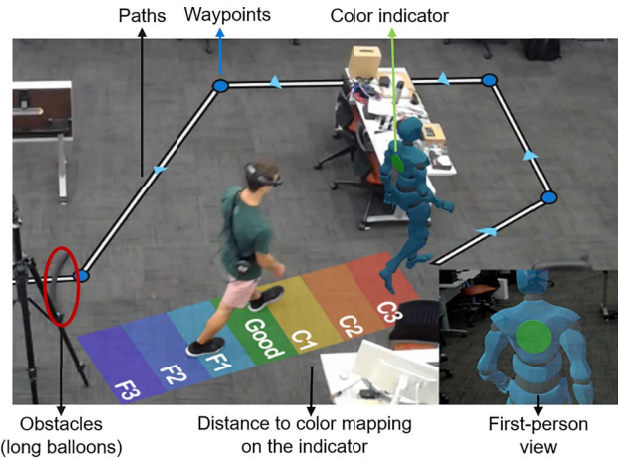 Paths
Waypoints
Color indicator
F3
F2
F1
Good
C1
C2
C3
Obstacles
(long balloons)
Distance to color mapping
on the indicator
First-person
view